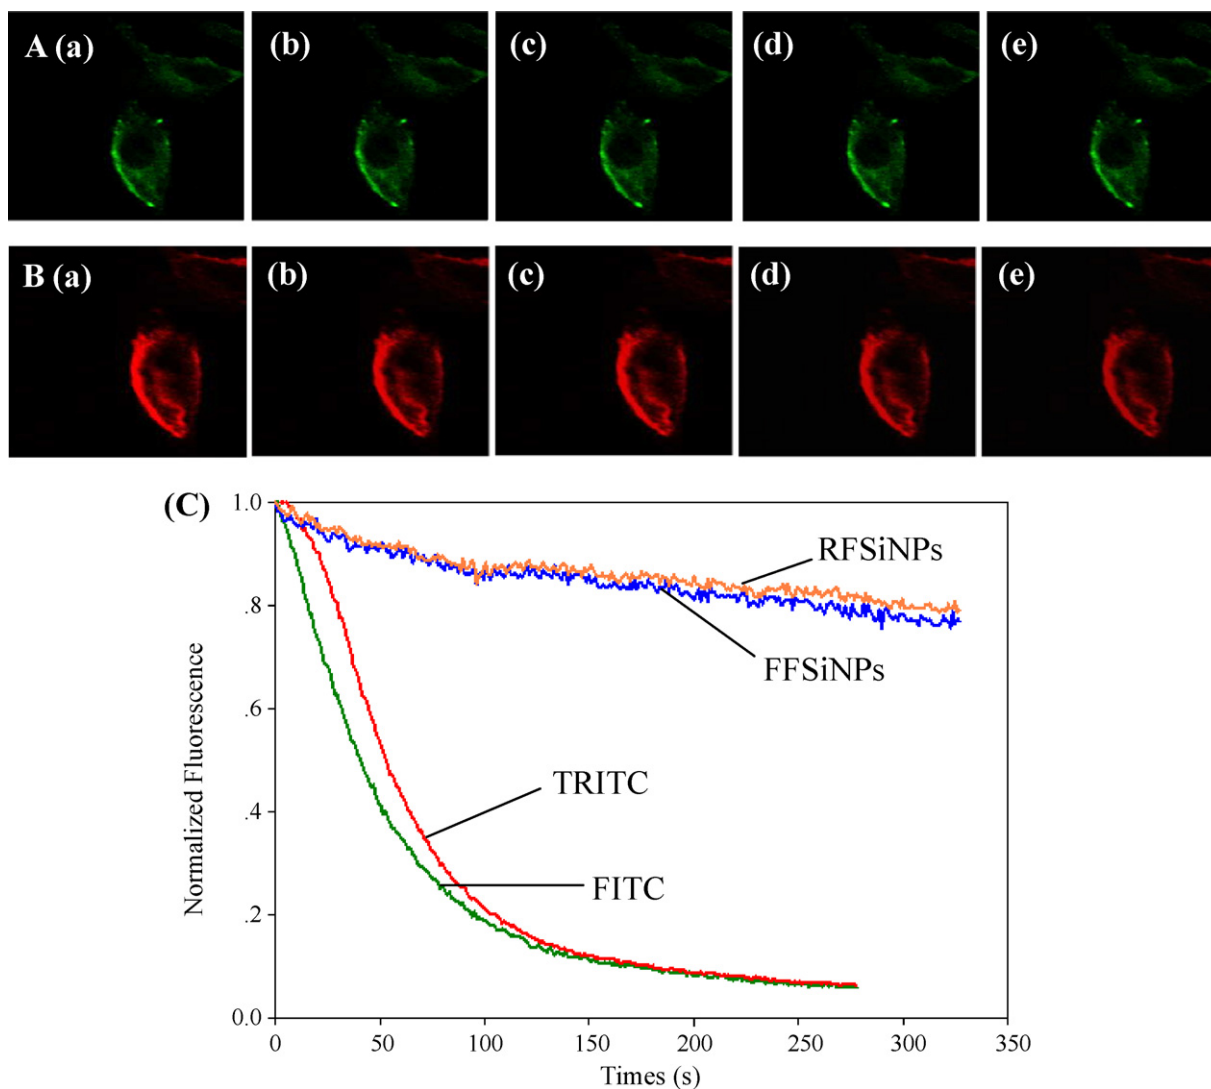 A (a) (b) (c) (d) (e)
B (a) (b) (c) (d) (e)
(C)
1.0
.8
.6
.4
.2
0.0
Normalized Fluorescence
RFSiNPs
FFSiNPs
TRITC
FITC
0 50 100 150 200 250 300 350
Times (s)